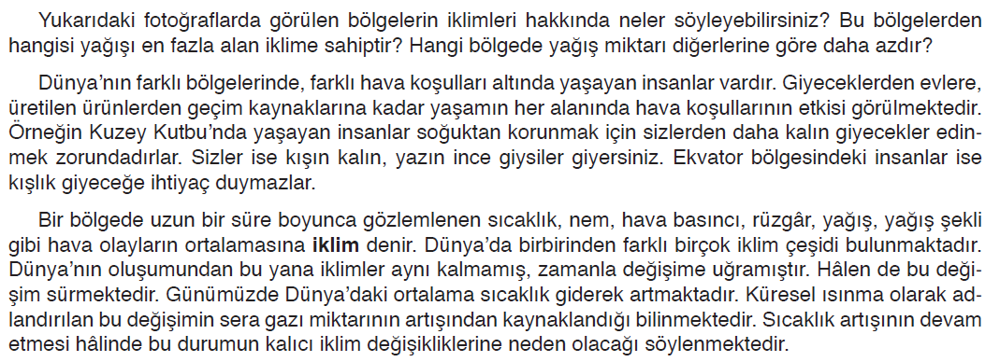 Yukarıdaki fotoğraflarda görülen bölgelerin iklimleri hakkında neler söyleyebilirsiniz? Bu bölgelerden
hangisi yağışı en fazla alan iklime sahiptir? Hangi bölgede yağış miktarı diğerlerine göre daha azdır?
Dünya’nın farklı bölgelerinde, farklı hava koşulları altında yaşayan insanlar vardır. Giyeceklerden evlere,
üretilen ürünlerden geçim kaynaklarına kadar yaşamın her alanında hava koşullarının etkisi görülmektedir.
Örneğin Kuzey Kutbu’nda yaşayan insanlar soğuktan korunmak için sizlerden daha kalın giyecekler edin-
mek zorundadırlar. Sizler ise kışın kalın, yazın ince giysiler giyersiniz. Ekvator bölgesindeki insanlar ise
kışlık giyeceğe ihtiyaç duymazlar.
Bir bölgede uzun bir süre boyunca gözlemlenen sıcaklık, nem, hava basıncı, rüzgâr, yağış, yağış şekli
gibi hava olayların ortalamasına iklim denir. Dünya’da birbirinden farklı birçok iklim çeşidi bulunmaktadır.
Dünya’nın oluşumundan bu yana iklimler aynı kalmamış, zamanla değişime uğramıştır. Hâlen de bu deği-
şim sürmektedir. Günümüzde Dünya’daki ortalama sıcaklık giderek artmaktadır. Küresel ısınma olarak ad-
landırılan bu değişimin sera gazı miktarının artışından kaynaklandığı bilinmektedir. Sıcaklık artışının devam
etmesi hâlinde bu durumun kalıcı iklim değişikliklerine neden olacağı söylenmektedir.